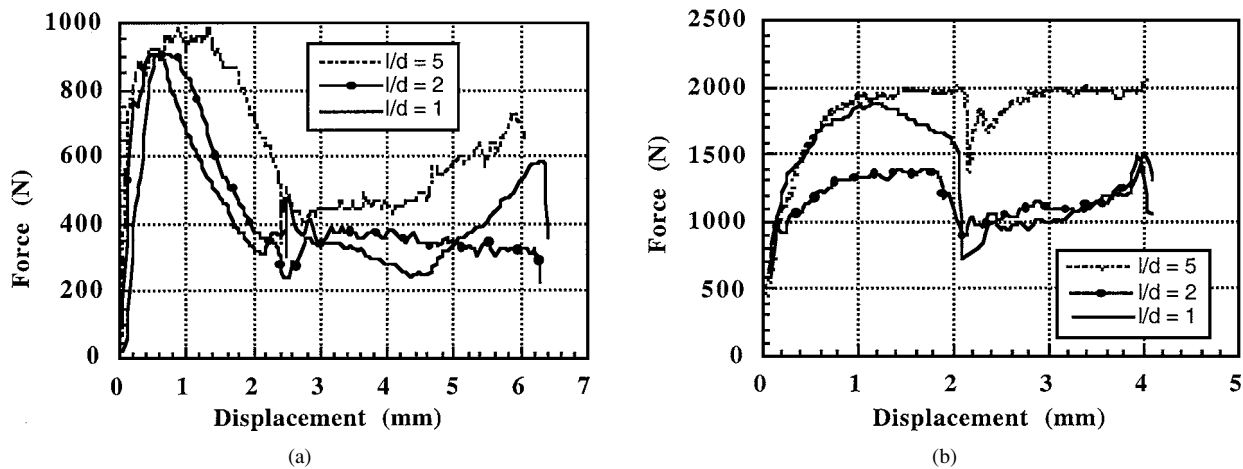 1000
800
600
400
200
0
Force (N)
0 1 2 3 4 5 6 7
Displacement (mm)
l/d = 5
l/d = 2
l/d = 1
(a)
2500
2000
1500
1000
500
0
Force (N)
0 1 2 3 4 5
Displacement (mm)
l/d = 5
l/d = 2
l/d = 1
(b)